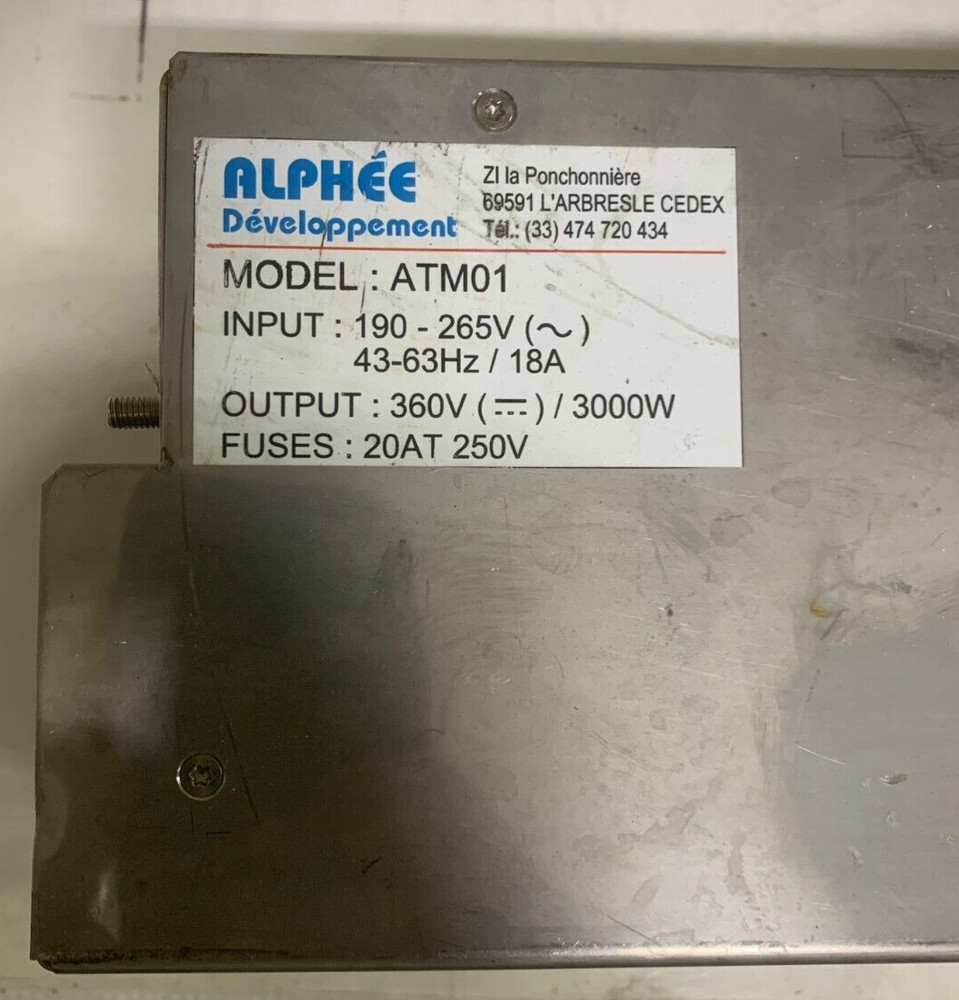 ALPHÉE
Développement
ZI la Ponchonnière
69591 L'ARBRESLE CEDEX
Tél.: (33) 474 720 434
MODEL : ATM01
INPUT : 190 - 265V (∼)
43-63Hz / 18A
OUTPUT : 360V (⎓) / 3000W
FUSES : 20AT 250V